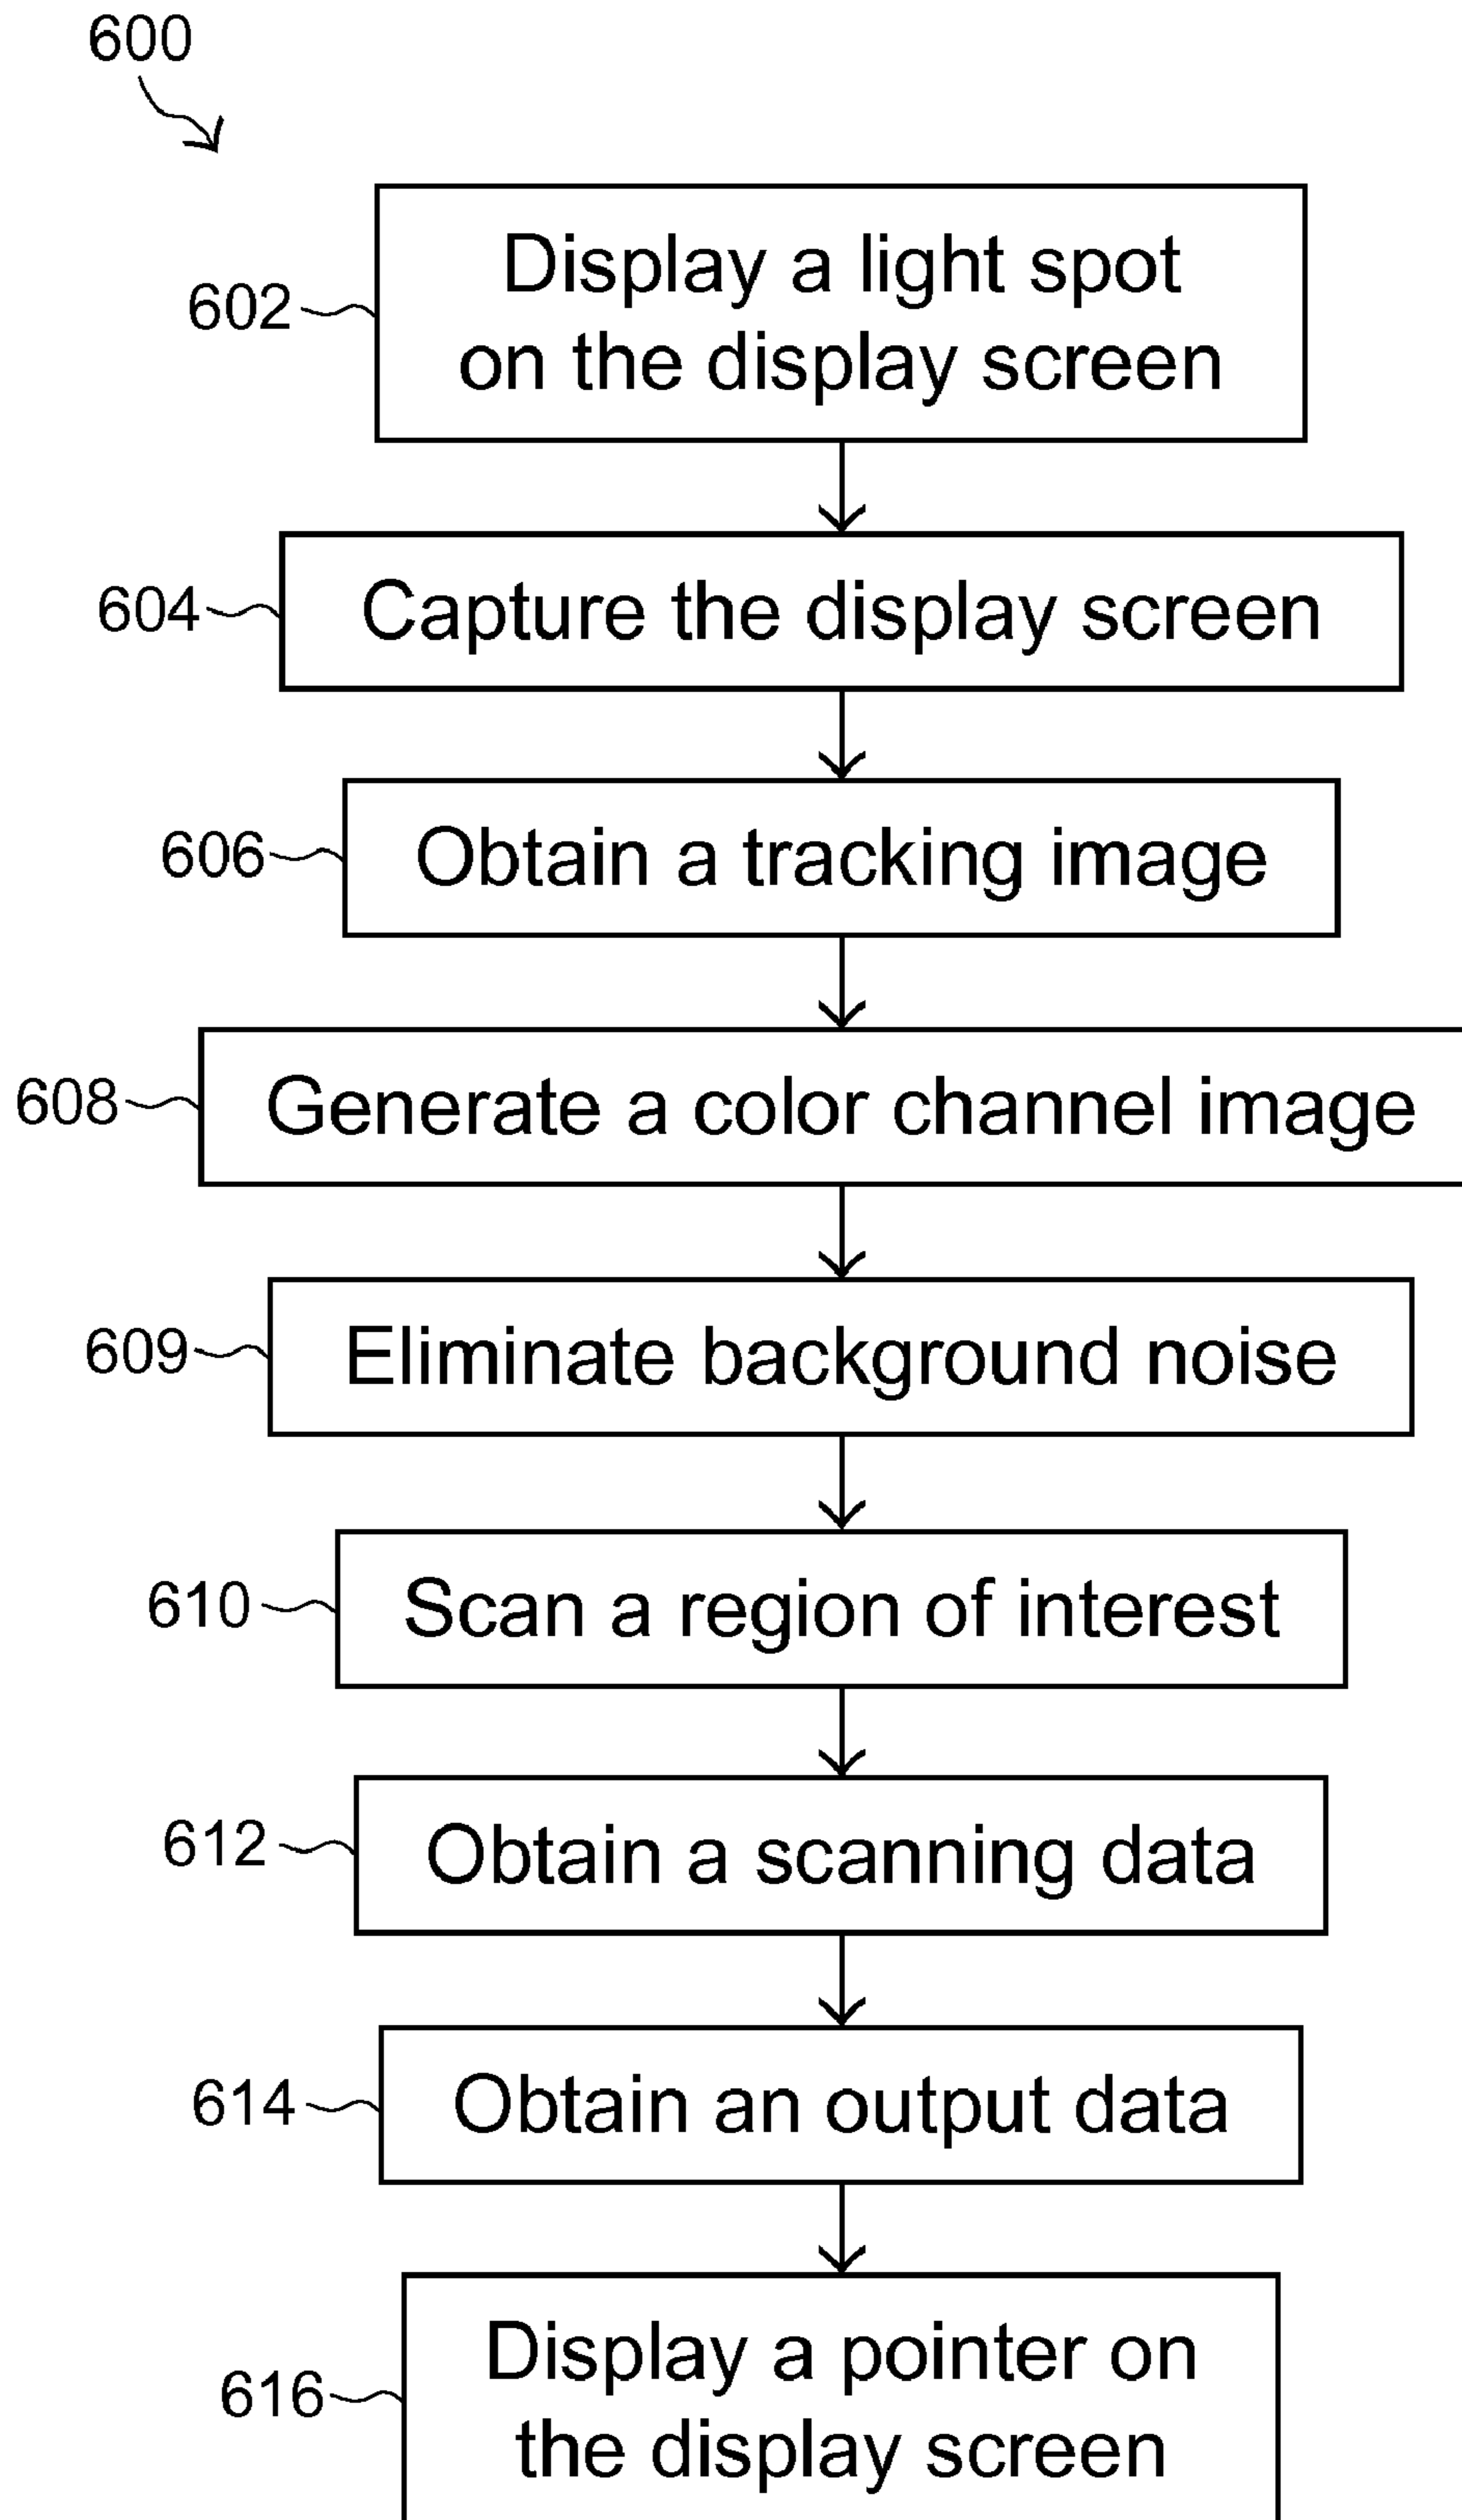 600
602
Display a light spot
on the display screen
604
Capture the display screen
606
Obtain a tracking image
608
Generate a color channel image
609
Eliminate background noise
610
Scan a region of interest
612
Obtain a scanning data
614
Obtain an output data
616
Display a pointer on
the display screen